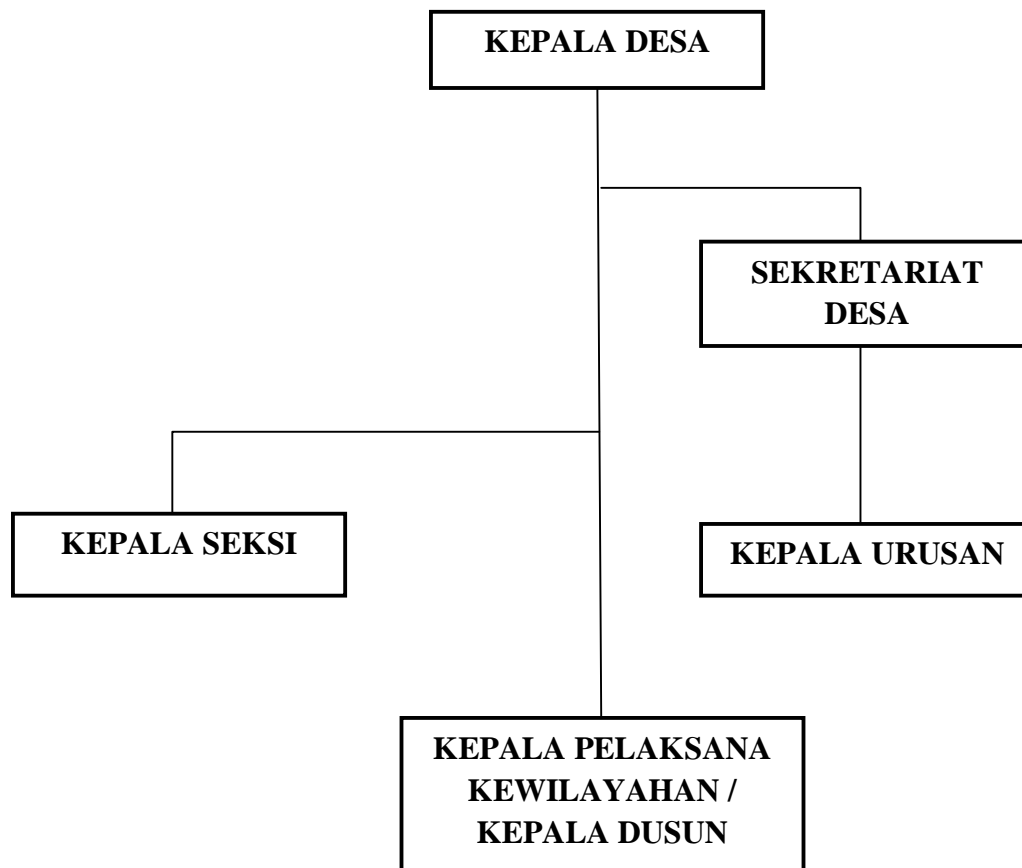 KEPALA DESA
SEKRETARIAT
DESA
KEPALA SEKSI
KEPALA URUSAN
KEPALA PELAKSANA
KEWILAYAHAN /
KEPALA DUSUN